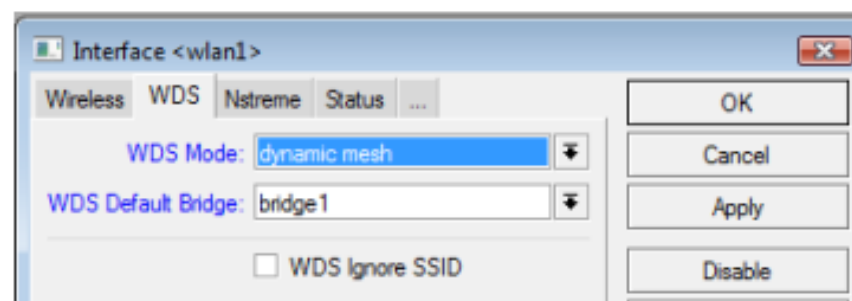 Interface <wlan1>
Wireless WDS Nstreme Status ...
OK
WDS Mode: dynamic mesh
Cancel
WDS Default Bridge: bridge1
Apply
WDS Ignore SSID
Disable